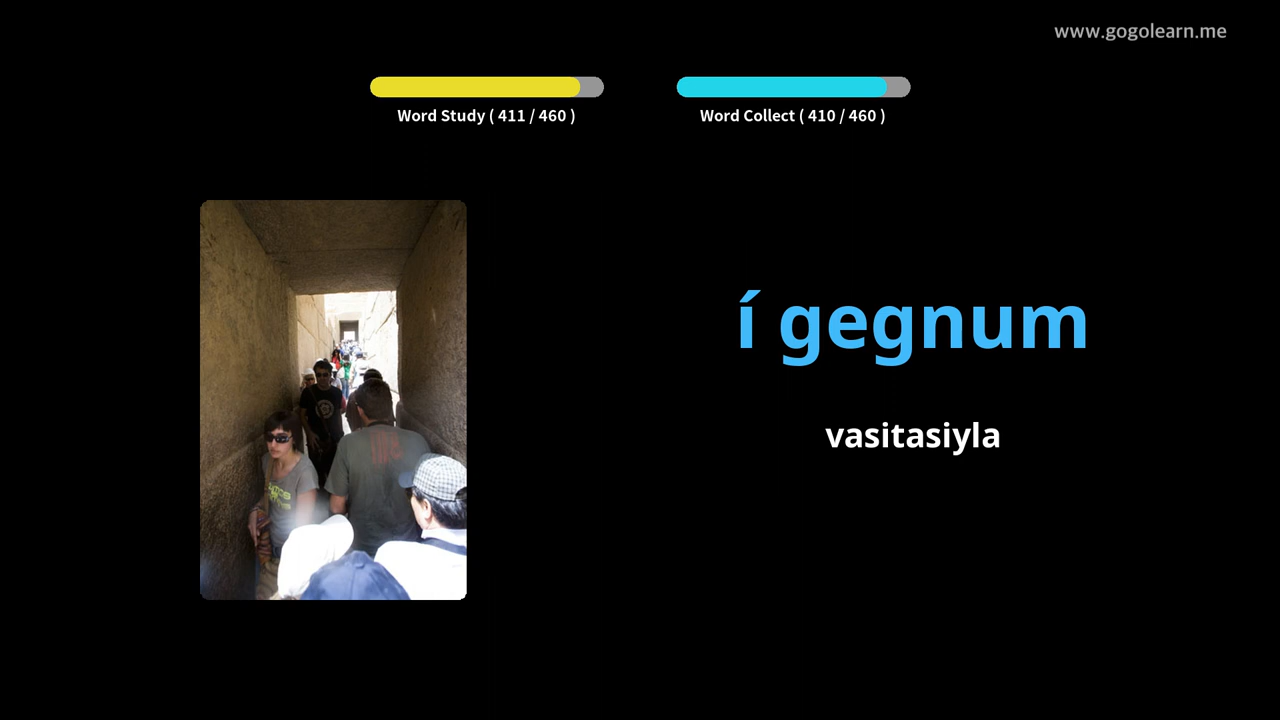 www.gogolearn.me
Word Study ( 411 / 460 )
Word Collect ( 410 / 460 )
í gegnum
vasitasiyla